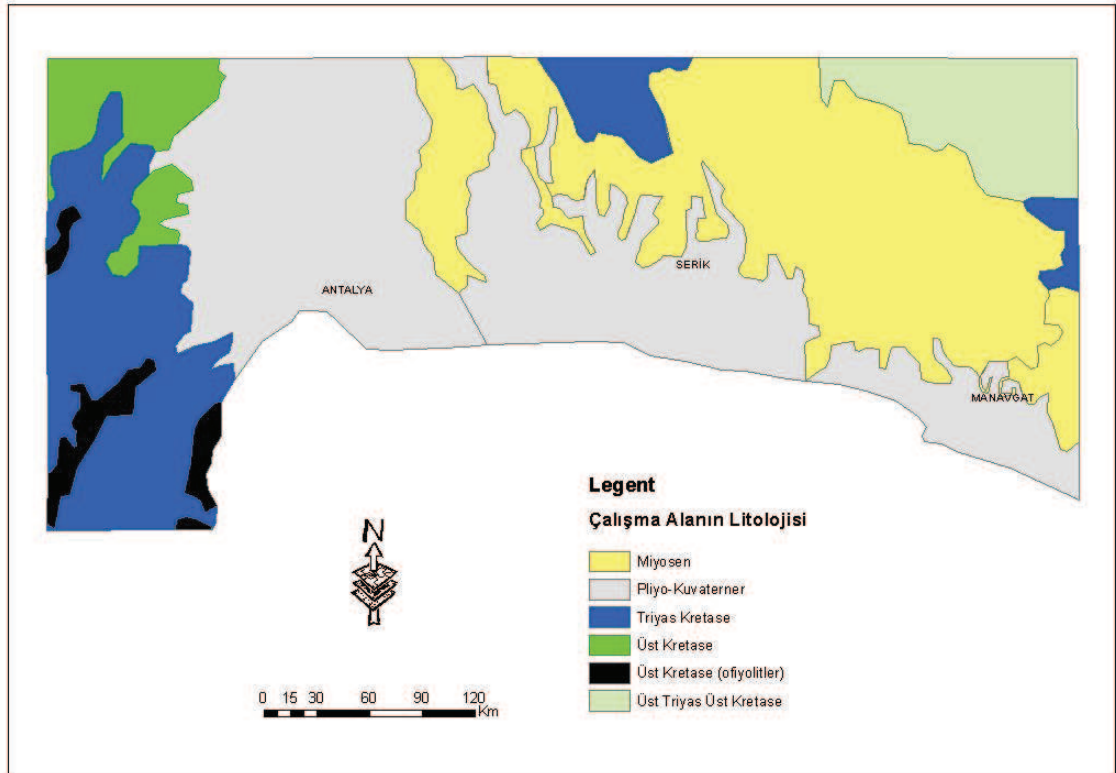 SERİK
ANTALYA
MANAVGAT
Legent
Çalışma Alanın Litolojisi
Miyosen
Pliyo-Kuvaterner
Triyas Kretase
Üst Kretase
Üst Kretase (ofiyolitler)
Üst Triyas Üst Kretase
N
0 15 30 60 90 120
Km